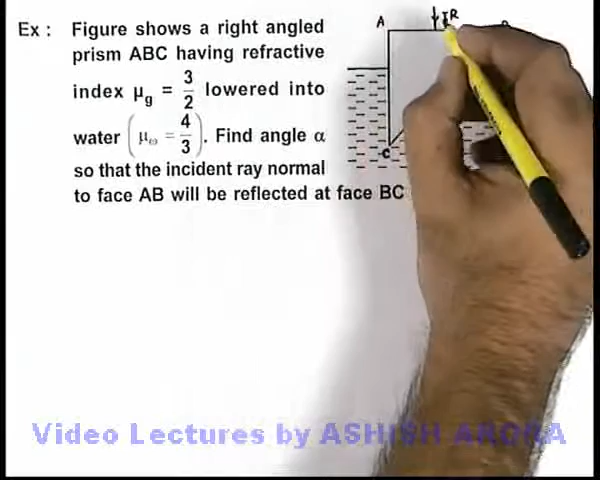 Ex : Figure shows a right angled
prism ABC having refractive
index μg = 3/2 lowered into
water (μω = 4/3). Find angle α
so that the incident ray normal
to face AB will be reflected at face BC
A
IR
C
Video Lectures by ASHISH ARORA